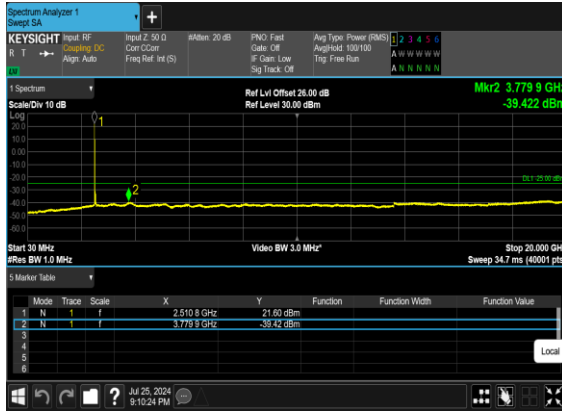 Spectrum Analyzer 1
Swept SA
+
KEYSIGHT Input: RF Input Z: 50 Ω #Atten: 20 dB PNO: Fast Avg Type: Power (RMS) 1 2 3 4 5 6
R T Coupling: DC Corr CCorr Gate: Off Avg|Hold: 100/100 A W W W W W
Align: Auto Freq Ref: Int (S) IF Gain: Low Trig: Free Run
LU Sig Track: Off A N N N N N
1 Spectrum Ref Lvl Offset 26.00 dB Mkr2 3.779 9 GHz
Scale/Div 10 dB Ref Level 30.00 dBm -39.422 dBm
Log
1
20.0
10.0
0.00
-10.0
-20.0 DL1 -25.00 dBm
-30.0 2
-40.0
-50.0
-60.0
Start 30 MHz Video BW 3.0 MHz* Stop 20.000 GH
#Res BW 1.0 MHz Sweep 34.7 ms (40001 pts
5 Marker Table
Mode Trace Scale X Y Function Function Width Function Value
1 N 1 f 2.510 8 GHz 21.60 dBm
2 N 1 f 3.779 9 GHz -39.42 dBm
3
4
5
6
Local
? Jul 25, 2024
9:10:24 PM